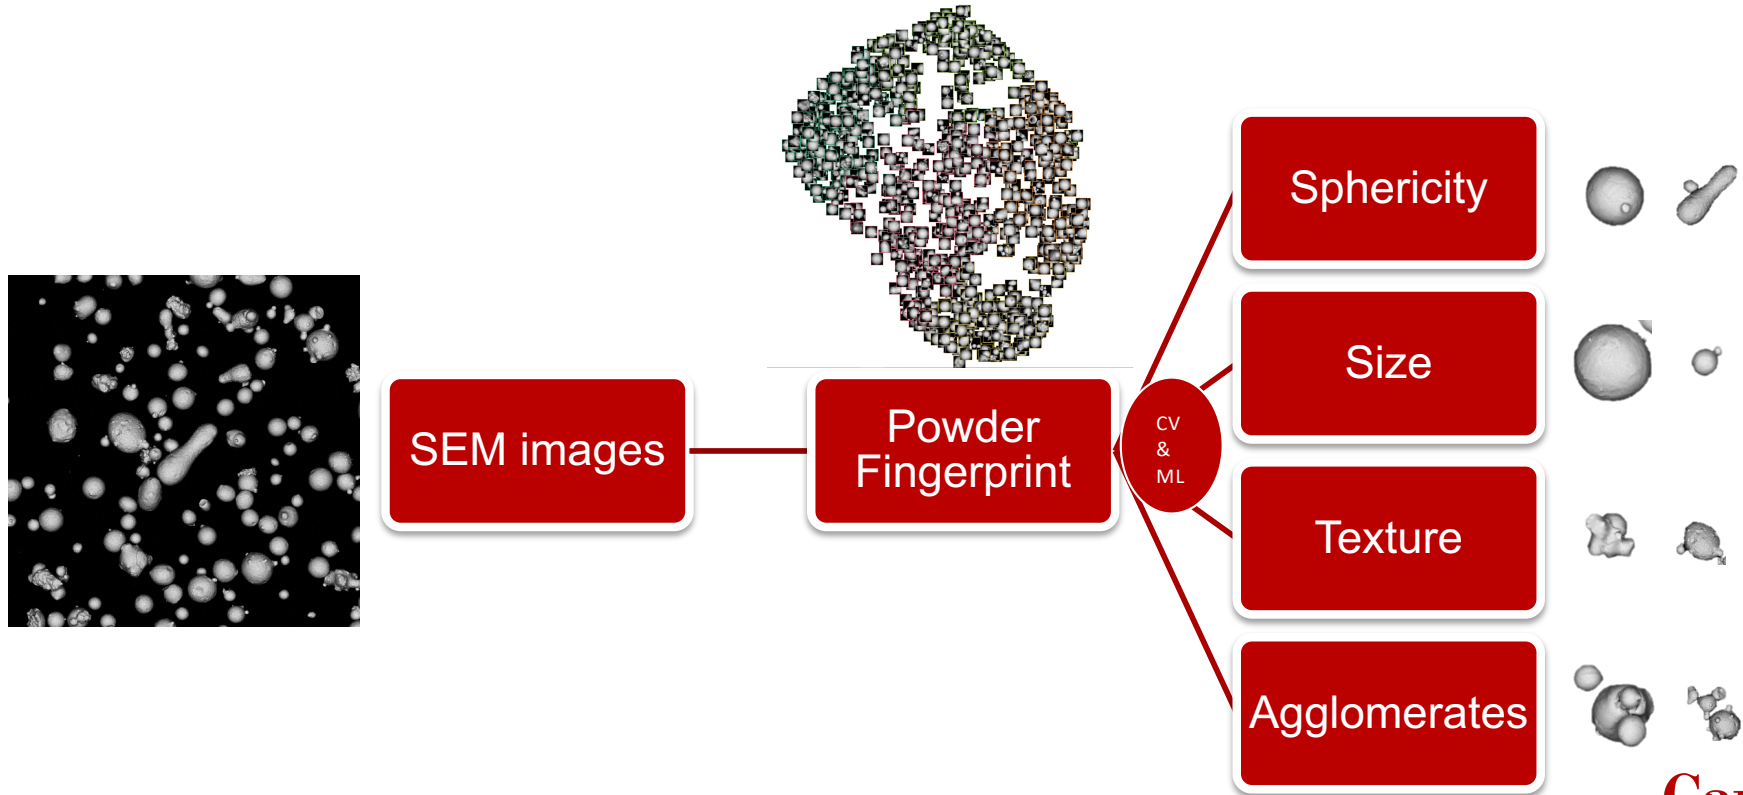 SEM images
Powder
Fingerprint
CV
&
ML
Sphericity
Size
Texture
Agglomerates